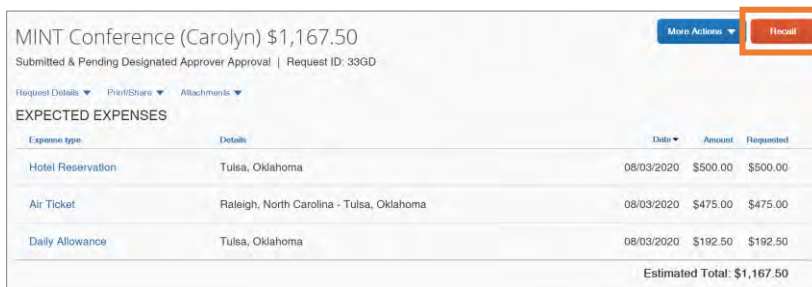 MINT Conference (Carolyn) $1,167.50
More Actions
Recall
Submitted & Pending Designated Approver Approval | Request ID: 33GD
Request Details Print/Share Attachments
EXPECTED EXPENSES
Expense type Details Date Amount Requested
Hotel Reservation Tulsa, Oklahoma 08/03/2020 $500.00 $500.00
Air Ticket Raleigh, North Carolina - Tulsa, Oklahoma 08/03/2020 $475.00 $475.00
Daily Allowance Tulsa, Oklahoma 08/03/2020 $192.50 $192.50
Estimated Total: $1,167.50